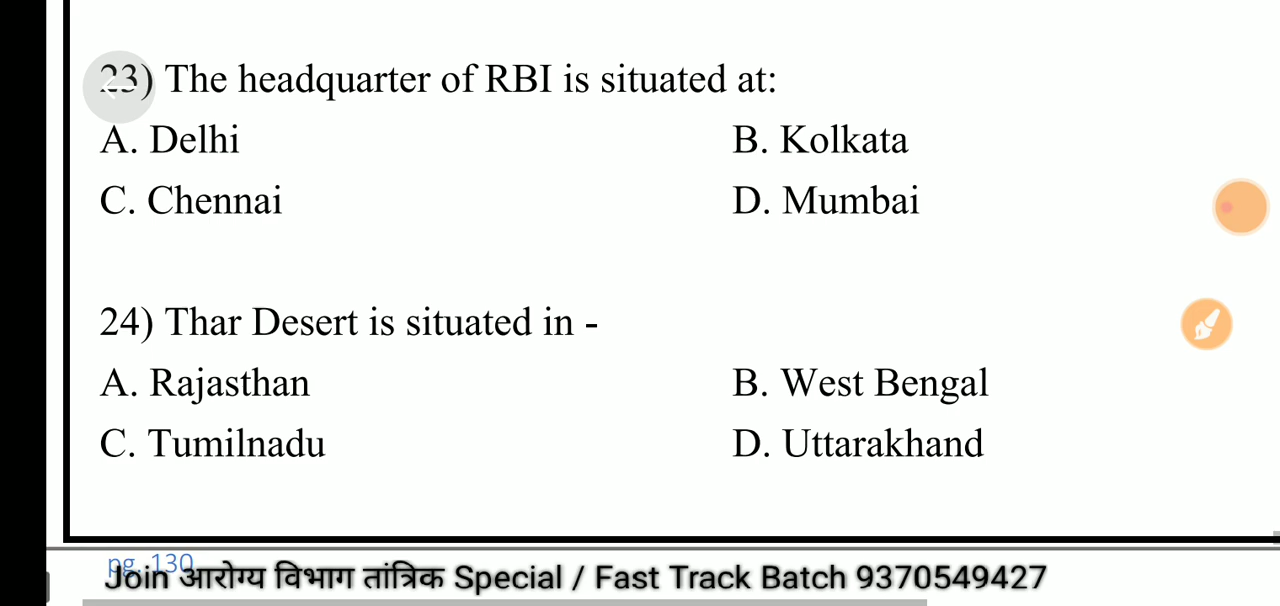 23) The headquarter of RBI is situated at:
A. Delhi B. Kolkata
C. Chennai D. Mumbai
24) Thar Desert is situated in -
A. Rajasthan B. West Bengal
C. Tumilnadu D. Uttarakhand
pg. 130
Join आरोग्य विभाग तांत्रिक Special / Fast Track Batch 9370549427